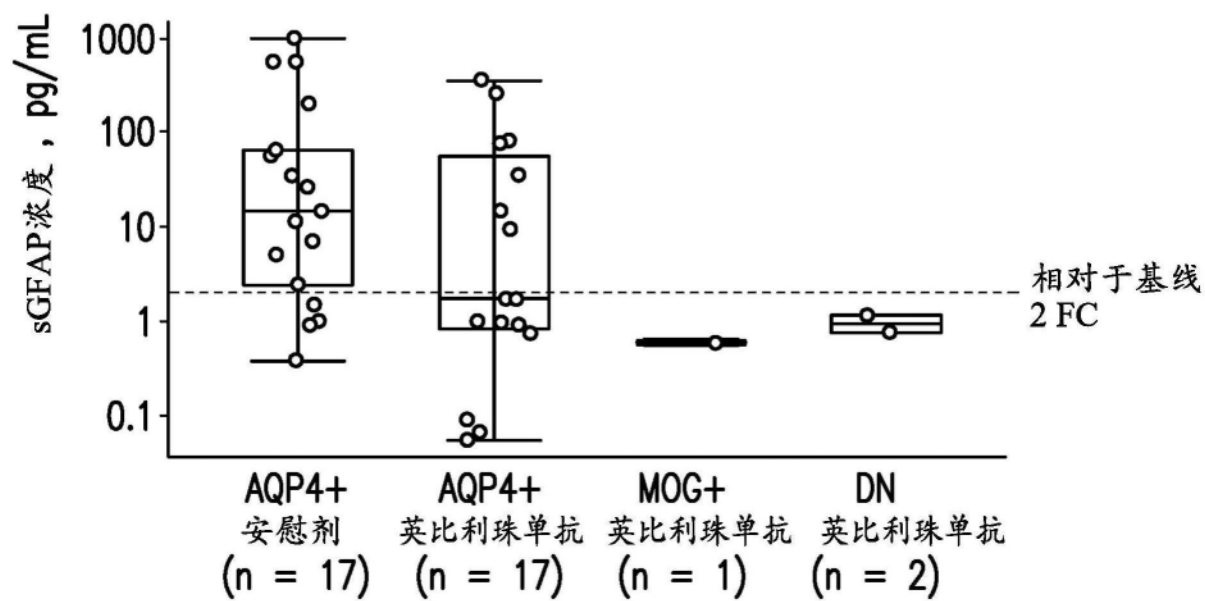 sGFAP浓度，pg/mL
1000
100
10
1
0.1
相对于基线
2 FC
AQP4+
安慰剂
(n = 17)
AQP4+
英比利珠单抗
(n = 17)
MOG+
英比利珠单抗
(n = 1)
DN
英比利珠单抗
(n = 2)